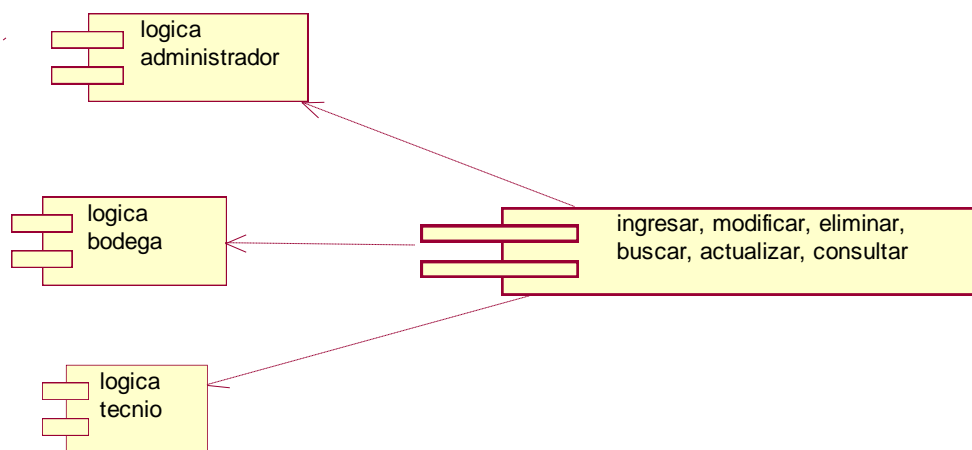 logica
administrador
logica
bodega
ingresar, modificar, eliminar,
buscar, actualizar, consultar
logica
tecnio